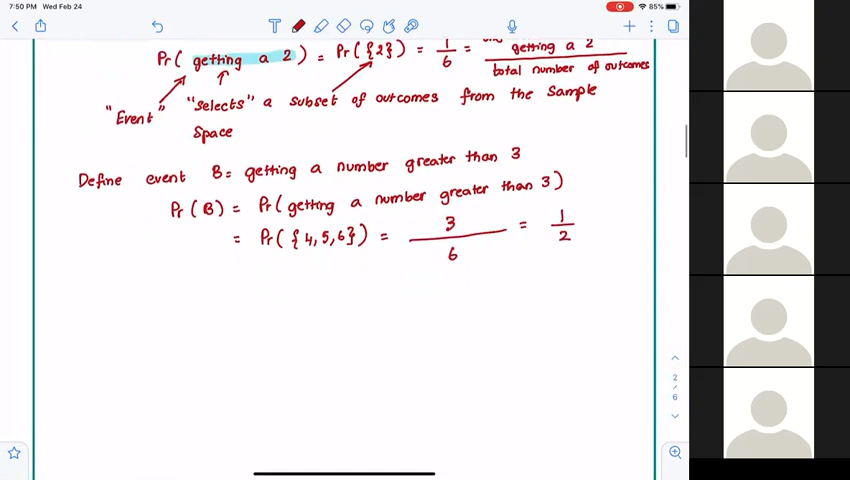 7:50 PM Wed Feb 24
85%
getting a 2
Pr( getting a 2 ) = Pr({2}) = 1/6 =
total number of outcomes
"Event" "Selects" a subset of outcomes from the Sample
Space
Define event B = getting a number greater than 3
Pr(B) = Pr(getting a number greater than 3)
= Pr({4,5,6}) = 3/6 = 1/2
2
/
6